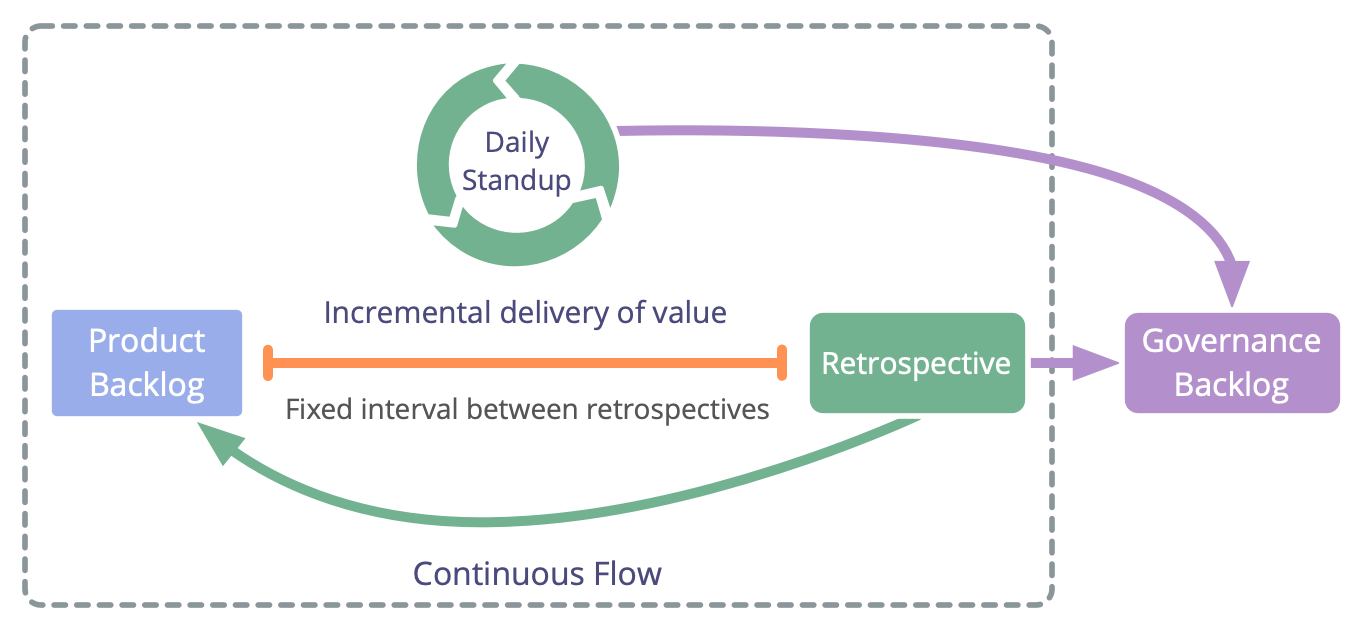 Daily
Standup
Incremental delivery of value
Product
Backlog
Fixed interval between retrospectives
Retrospective
Governance
Backlog
Continuous Flow